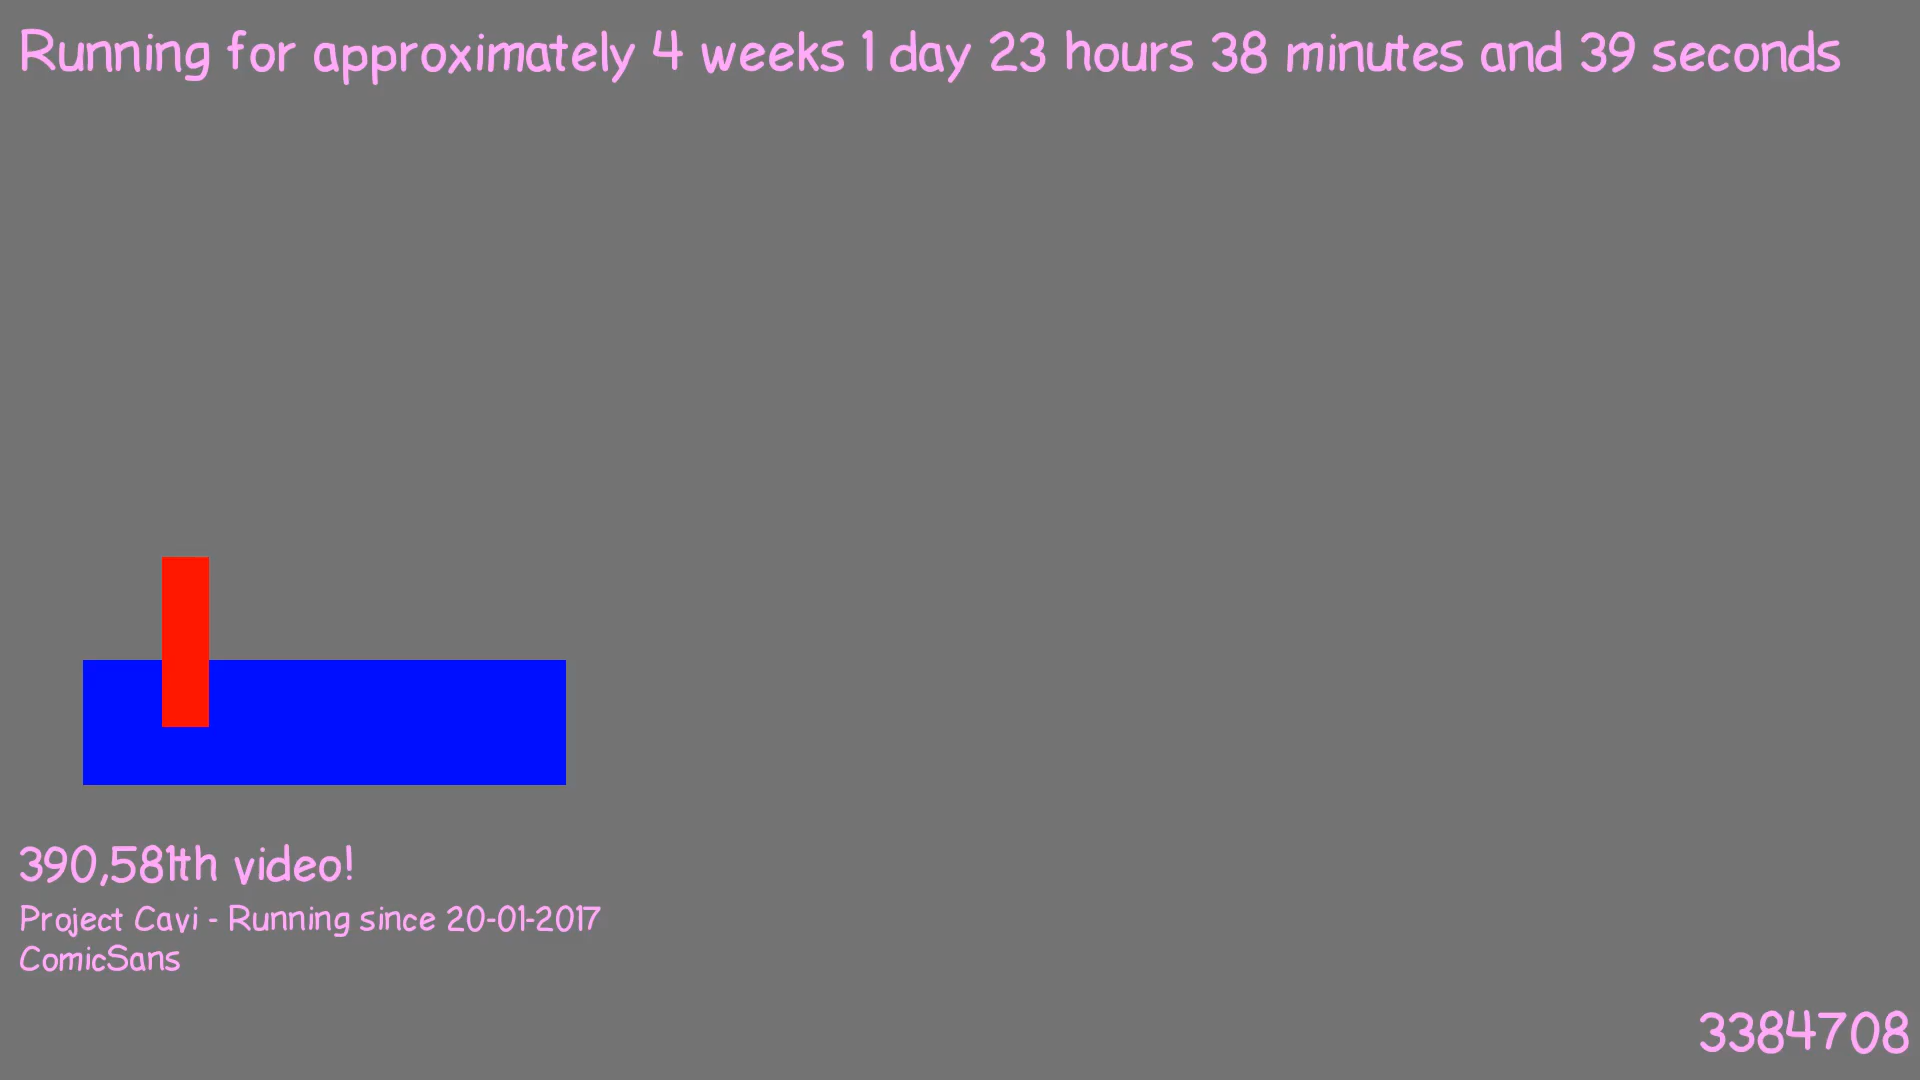 Running for approximately 4 weeks 1 day 23 hours 38 minutes and 39 seconds
390,581th video!
Project Cavi - Running since 20-01-2017
ComicSans
3384708